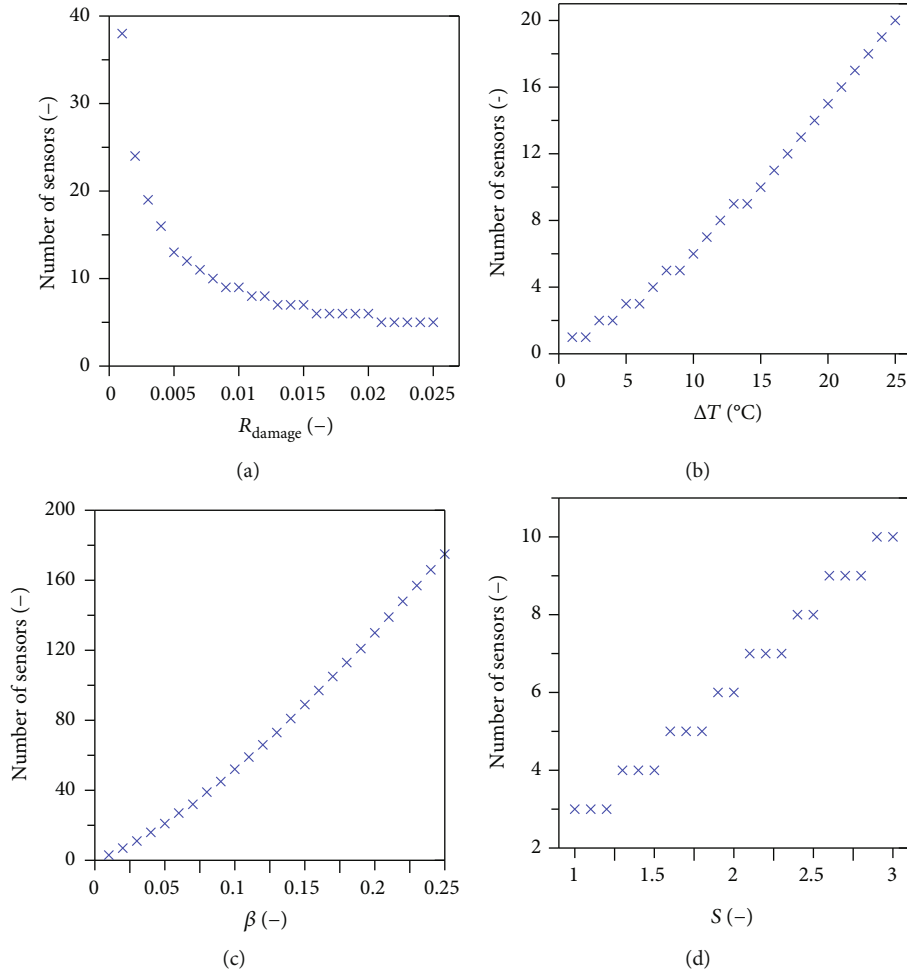 40
30
20
10
0
Number of sensors (–)
0 0.005 0.01 0.015 0.02 0.025
R_damage (–)
(a)
20
16
12
8
4
0
Number of sensors (-)
0 5 10 15 20 25
ΔT (°C)
(b)
200
160
120
80
40
0
Number of sensors (–)
0 0.05 0.1 0.15 0.2 0.25
β (–)
(c)
10
8
6
4
2
Number of sensors (–)
1 1.5 2 2.5 3
S (–)
(d)